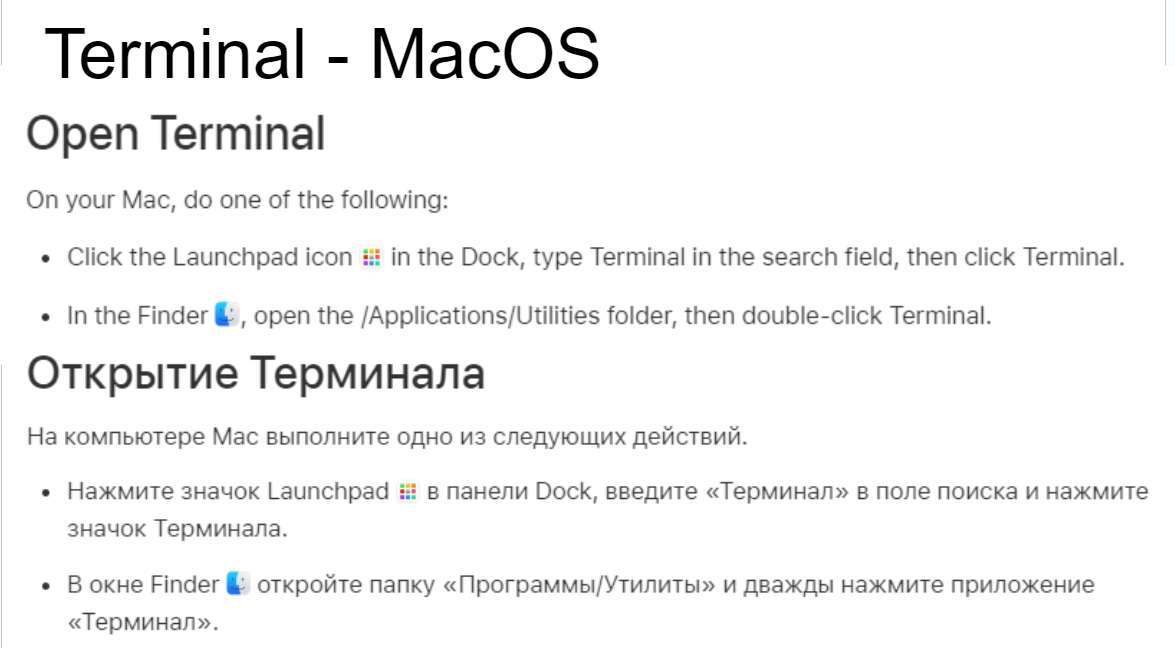 Terminal - MacOS
Open Terminal
On your Mac, do one of the following:
• Click the Launchpad icon in the Dock, type Terminal in the search field, then click Terminal.
• In the Finder , open the /Applications/Utilities folder, then double-click Terminal.
Открытие Терминала
На компьютере Mac выполните одно из следующих действий.
• Нажмите значок Launchpad в панели Dock, введите «Терминал» в поле поиска и нажмите
значок Терминала.
• В окне Finder откройте папку «Программы/Утилиты» и дважды нажмите приложение
«Терминал».